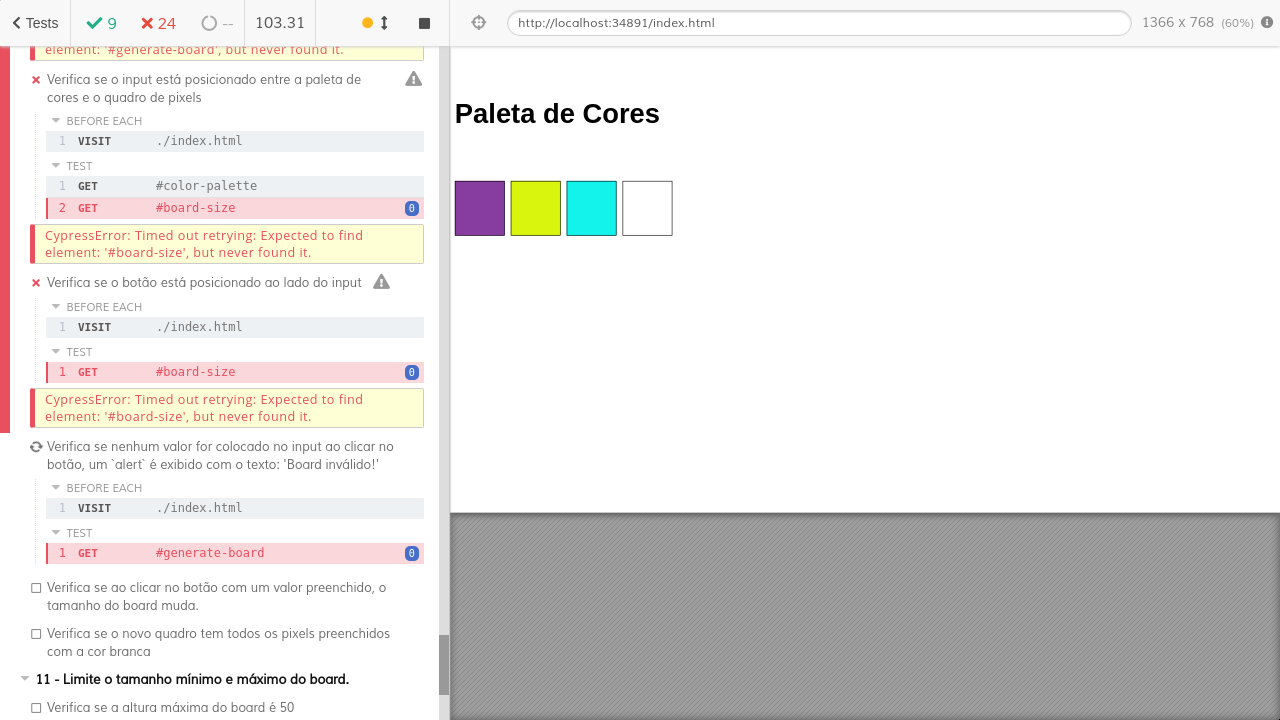 Tests
9
24
--
103.31
http://localhost:34891/index.html
1366 x 768 (60%)
element: '#generate-board', but never found it.
Verifica se o input está posicionado entre a paleta de
cores e o quadro de pixels
BEFORE EACH
1 VISIT ./index.html
TEST
1 GET #color-palette
2 GET #board-size 0
CypressError: Timed out retrying: Expected to find
element: '#board-size', but never found it.
Verifica se o botão está posicionado ao lado do input
BEFORE EACH
1 VISIT ./index.html
TEST
1 GET #board-size 0
CypressError: Timed out retrying: Expected to find
element: '#board-size', but never found it.
Verifica se nenhum valor for colocado no input ao clicar no
botão, um `alert` é exibido com o texto: 'Board inválido!'
BEFORE EACH
1 VISIT ./index.html
TEST
1 GET #generate-board 0
Verifica se ao clicar no botão com um valor preenchido, o
tamanho do board muda.
Verifica se o novo quadro tem todos os pixels preenchidos
com a cor branca
11 - Limite o tamanho mínimo e máximo do board.
Verifica se a altura máxima do board é 50
Paleta de Cores